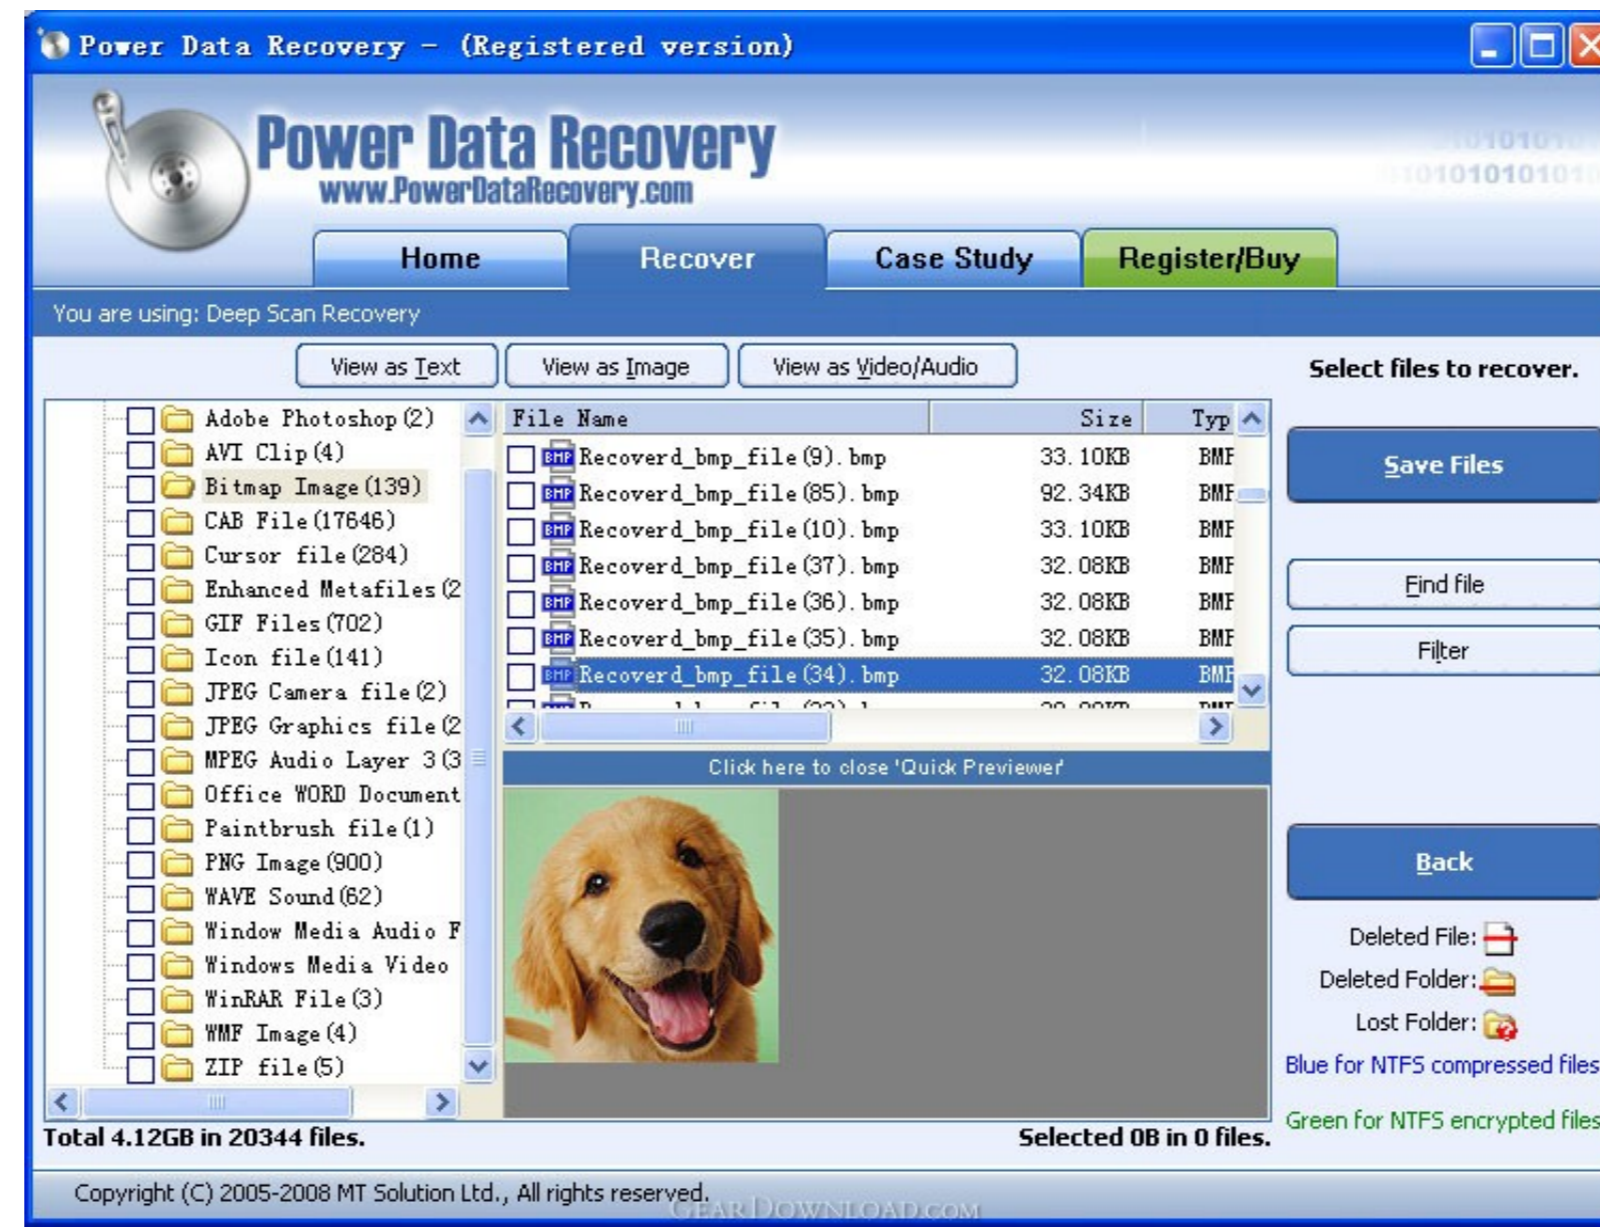 Power Data Recovery - (Registered version)
Power Data Recovery
www.PowerDataRecovery.com
Home
Recover
Case Study
Register/Buy
You are using: Deep Scan Recovery
View as Text
View as Image
View as Video/Audio
Select files to recover.
Adobe Photoshop(2)
AVI Clip(4)
Bitmap Image(139)
CAB File(17646)
Cursor file(284)
Enhanced Metafiles(2
GIF Files(702)
Icon file(141)
JPEG Camera file(2)
JPEG Graphics file(2
MPEG Audio Layer 3(3
Office WORD Document
Paintbrush file(1)
PNG Image(900)
WAVE Sound(62)
Window Media Audio F
Windows Media Video
WinRAR File(3)
WMF Image(4)
ZIP file(5)
File Name Size Typ
BMP Recoverd_bmp_file(9).bmp 33.10KB BMF
BMP Recoverd_bmp_file(85).bmp 92.34KB BMF
BMP Recoverd_bmp_file(10).bmp 33.10KB BMF
BMP Recoverd_bmp_file(37).bmp 32.08KB BMF
BMP Recoverd_bmp_file(36).bmp 32.08KB BMF
BMP Recoverd_bmp_file(35).bmp 32.08KB BMF
BMP Recoverd_bmp_file(34).bmp 32.08KB BMF
Click here to close 'Quick Previewer'
Save Files
Find file
Filter
Back
Deleted File:
Deleted Folder:
Lost Folder:
Blue for NTFS compressed files
Green for NTFS encrypted files
Total 4.12GB in 20344 files.
Selected 0B in 0 files.
Copyright (C) 2005-2008 MT Solution Ltd., All rights reserved.
GEARDOWNLOAD.COM